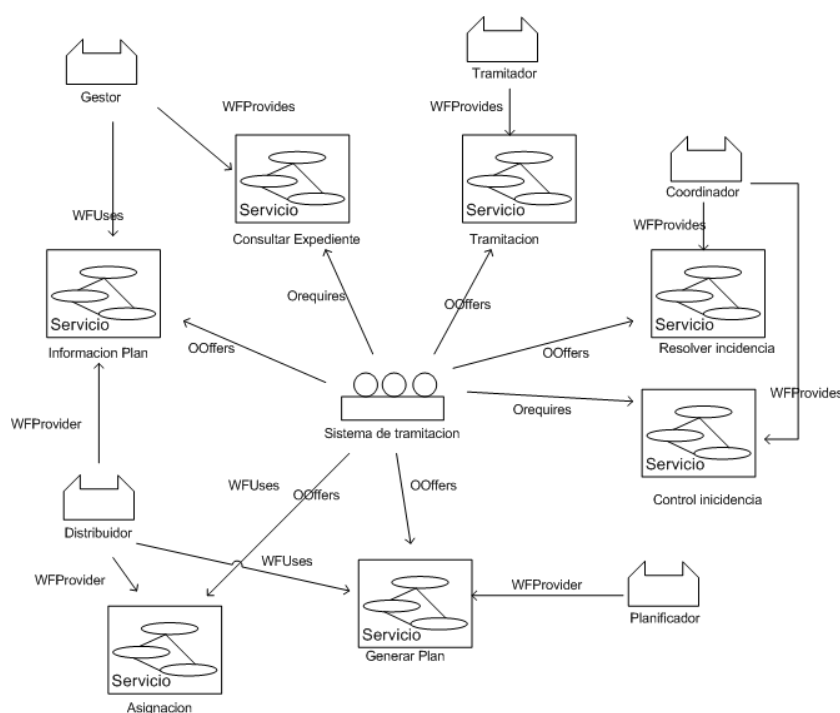 Tramitador
Gestor
WFProvides
WFProvides
Servicio
Consultar Expediente
Servicio
Tramitacion
Coordinador
WFUses
WFProvides
Servicio
Informacion Plan
Orequires
OOffers
Servicio
Resolver incidencia
OOffers
OOffers
WFProvides
Orequires
WFProvider
Sistema de tramitacion
Servicio
Control inicidencia
WFUses
OOffers
OOffers
Distribuidor
WFUses
WFProvider
WFProvider
Servicio
Generar Plan
Planificador
Servicio
Asignacion